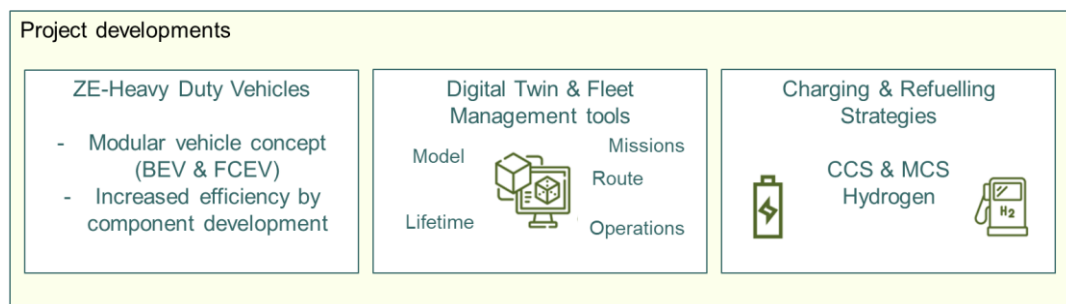 Project developments
ZE-Heavy Duty Vehicles
- Modular vehicle concept
(BEV & FCEV)
- Increased efficiency by
component development
Digital Twin & Fleet
Management tools
Model
Missions
Route
Lifetime
Operations
Charging & Refuelling
Strategies
CCS & MCS
Hydrogen
H2